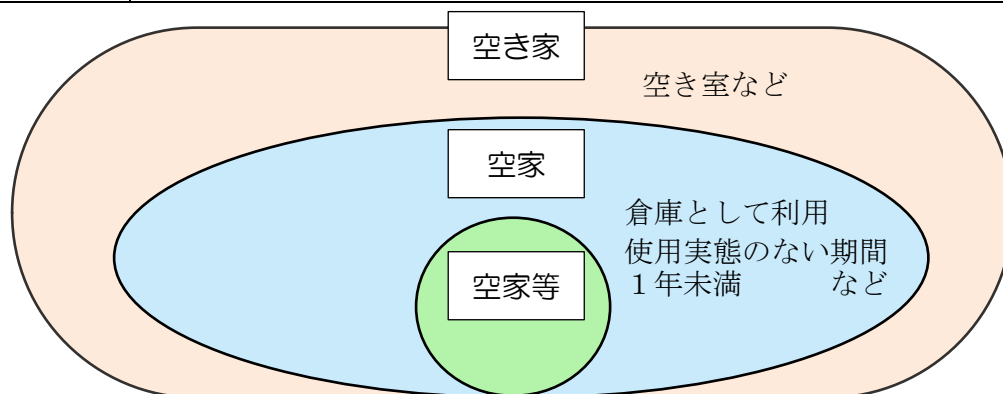 空き家
空き室など
空家
倉庫として利用
使用実態のない期間
１年未満　　　など
空家等